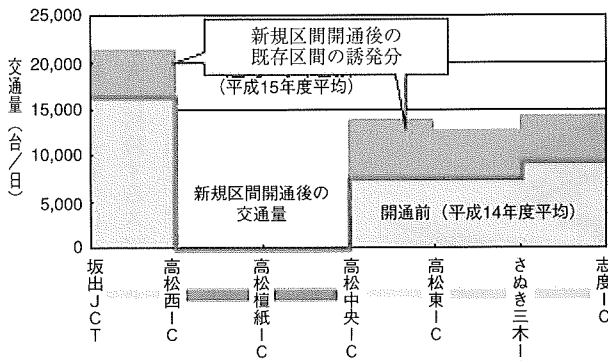 交通量(台/日)
25,000
20,000
15,000
10,000
5,000
0
新規区間開通後の
既存区間の誘発分
(平成15年度平均)
新規区間開通後の
交通量
開通前(平成14年度平均)
坂出JCT
高松西IC
高松檀紙IC
高松中央IC
高松東IC
さぬき三木I
志度IC